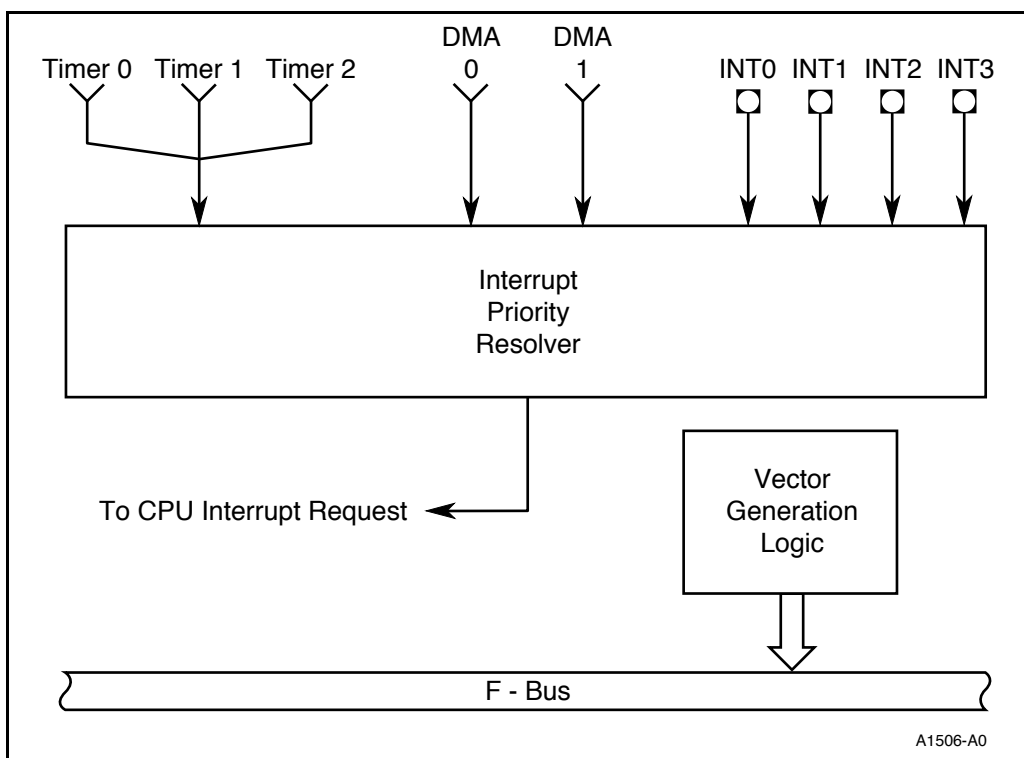 DMA DMA
Timer 0 Timer 1 Timer 2 0 1 INT0 INT1 INT2 INT3
Interrupt
Priority
Resolver
To CPU Interrupt Request
Vector
Generation
Logic
F - Bus
A1506-A0